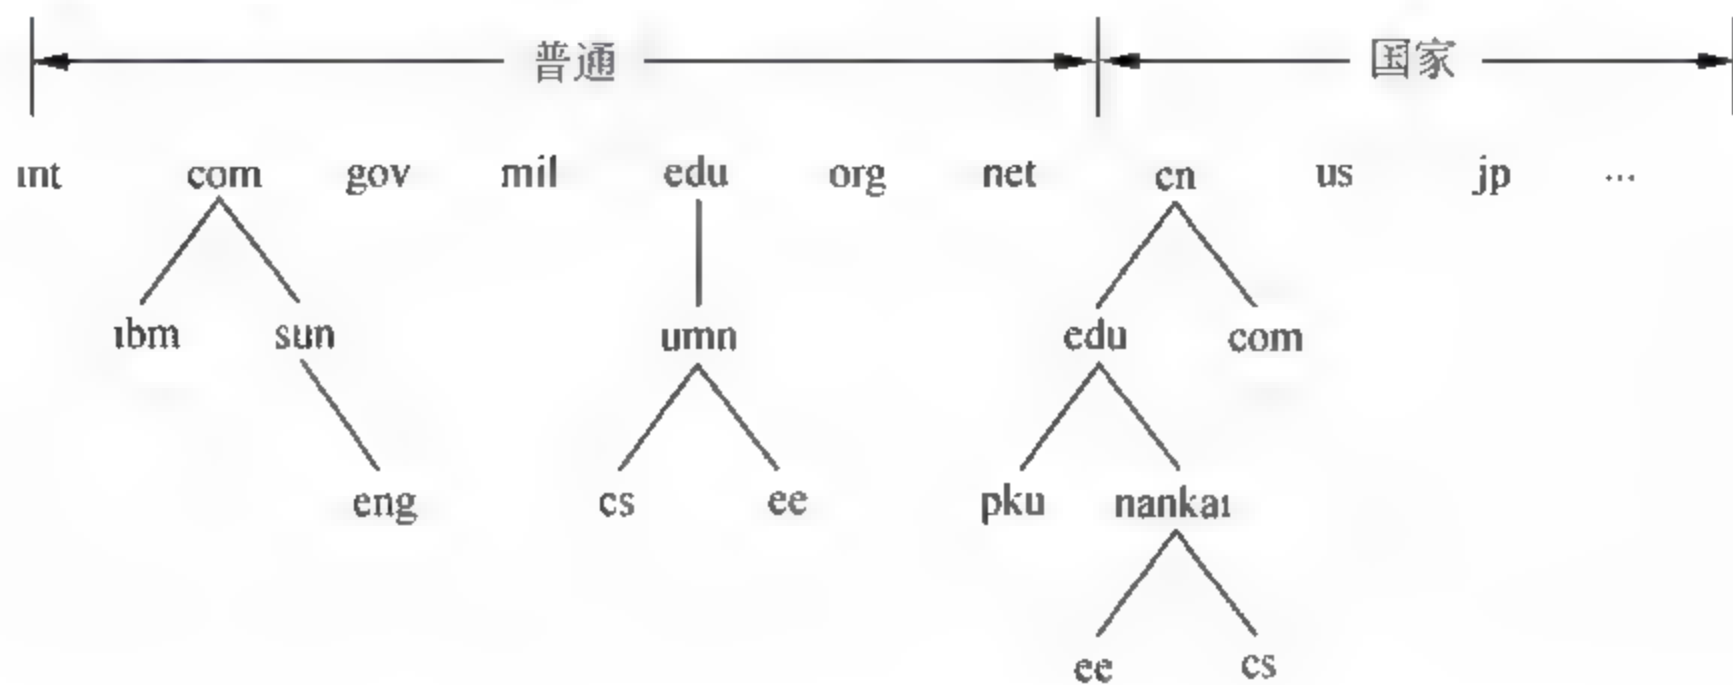 普通 国家
int com gov mil edu org net cn us jp ...
ibm sun umn edu com
eng cs ee pku nankai
ee cs